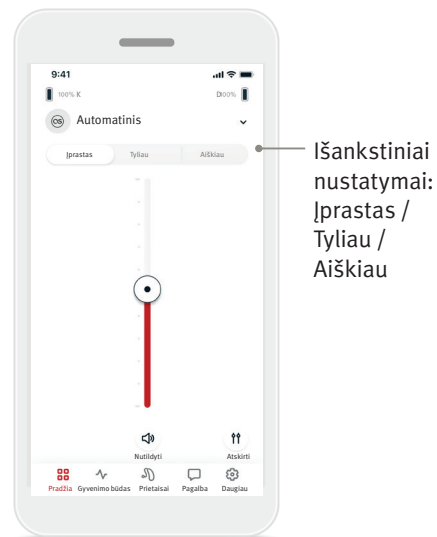 9:41
100% K
D100%
OS Automatinis
Įprastas Tyliau Aiškiau
Išankstiniai
nustatymai:
Įprastas /
Tyliau /
Aiškiau
Nutildyti Atskirti
Pradžia Gyvenimo būdas Prietaisai Pagalba Daugiau